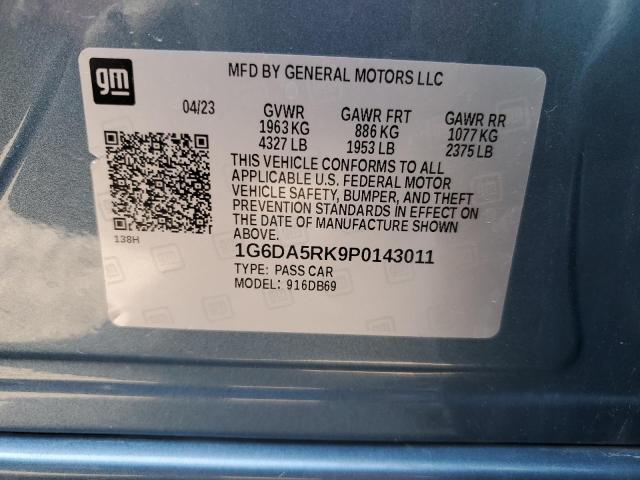 gm
MFD BY GENERAL MOTORS LLC
04/23 GVWR GAWR FRT GAWR RR
1963 KG 886 KG 1077 KG
4327 LB 1953 LB 2375 LB
THIS VEHICLE CONFORMS TO ALL
APPLICABLE U.S. FEDERAL MOTOR
VEHICLE SAFETY, BUMPER, AND THEFT
PREVENTION STANDARDS IN EFFECT ON
THE DATE OF MANUFACTURE SHOWN
ABOVE.
138H
1G6DA5RK9P0143011
TYPE: PASS CAR
MODEL: 916DB69